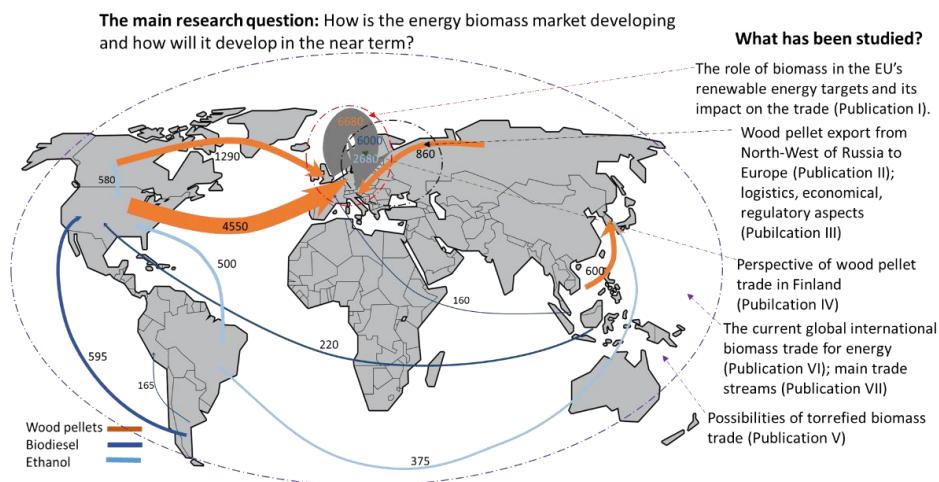 The main research question: How is the energy biomass market developing
and how will it develop in the near term?
What has been studied?
The role of biomass in the EU's
renewable energy targets and its
impact on the trade (Publication I).
Wood pellet export from
North-West of Russia to
Europe (Publication II);
logistics, economical,
regulatory aspects
(Pubilcation III)
Perspective of wood pellet
trade in Finland
(Pubilcation IV)
The current global international
biomass trade for energy
(Publication VI); main trade
streams (Publication VII)
Possibilities of torrefied biomass
trade (Publication V)
6680
6000
2680
860
1290
580
4550
500
600
160
220
595
165
375
Wood pellets
Biodiesel
Ethanol